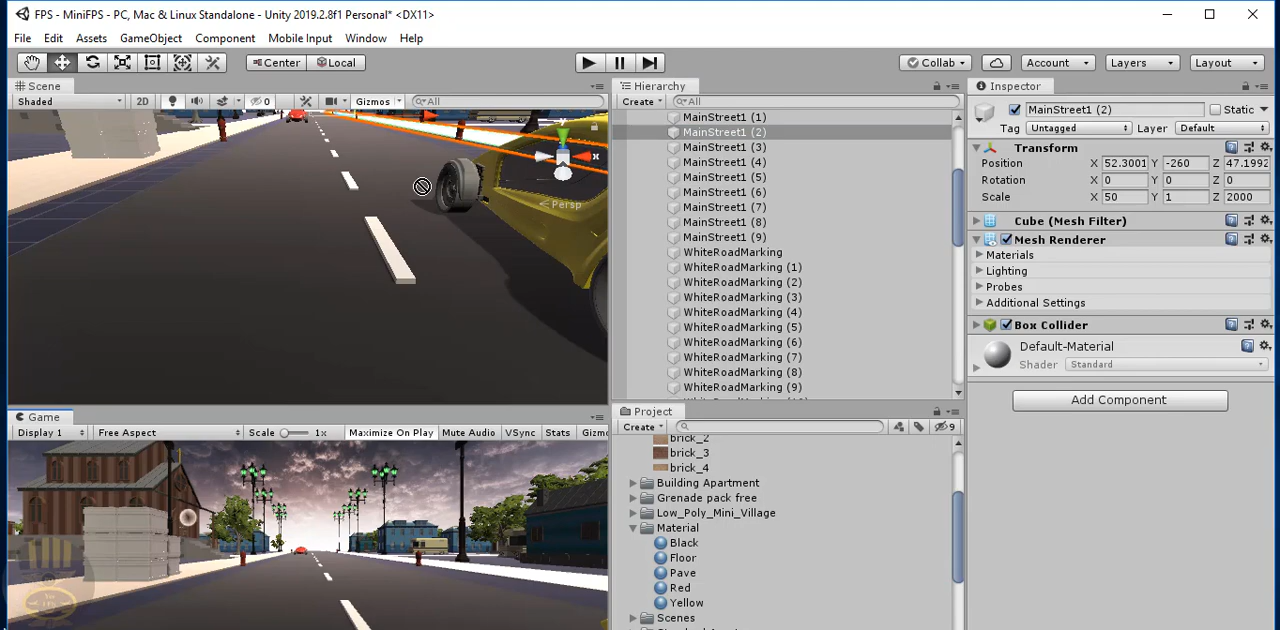 FPS - MiniFPS - PC, Mac & Linux Standalone - Unity 2019.2.8f1 Personal* <DX11>
File Edit Assets GameObject Component Mobile Input Window Help
Center Local Collab Account Layers Layout
Scene
Shaded 2D 0 Gizmos All
x
Persp
Game
Display 1 Free Aspect Scale 1x Maximize On Play Mute Audio VSync Stats Gizmo
Hierarchy
Create All
MainStreet1 (1)
MainStreet1 (2)
MainStreet1 (3)
MainStreet1 (4)
MainStreet1 (5)
MainStreet1 (6)
MainStreet1 (7)
MainStreet1 (8)
MainStreet1 (9)
WhiteRoadMarking
WhiteRoadMarking (1)
WhiteRoadMarking (2)
WhiteRoadMarking (3)
WhiteRoadMarking (4)
WhiteRoadMarking (5)
WhiteRoadMarking (6)
WhiteRoadMarking (7)
WhiteRoadMarking (8)
WhiteRoadMarking (9)
Project
Create 9
brick_2
brick_3
brick_4
Building Apartment
Grenade pack free
Low_Poly_Mini_Village
Material
Black
Floor
Pave
Red
Yellow
Scenes
Inspector
MainStreet1 (2) Static
Tag Untagged Layer Default
Transform
Position X 52.3001 Y -260 Z 47.1992
Rotation X 0 Y 0 Z 0
Scale X 50 Y 1 Z 2000
Cube (Mesh Filter)
Mesh Renderer
Materials
Lighting
Probes
Additional Settings
Box Collider
Default-Material
Shader Standard
Add Component